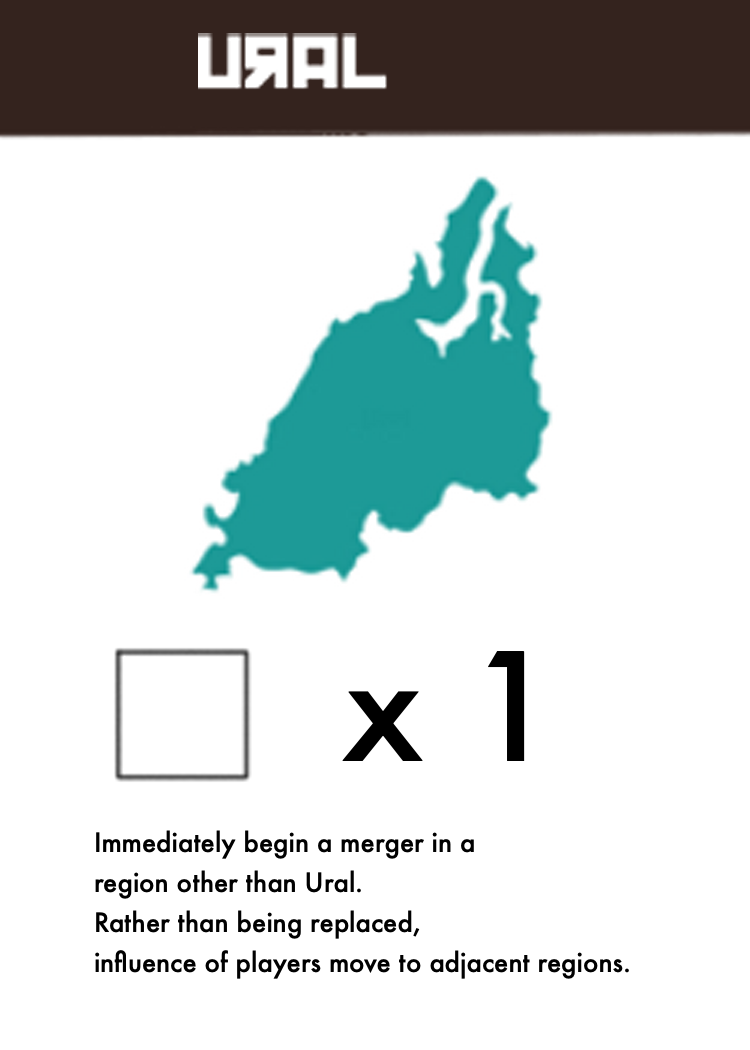 URAL
x 1
Immediately begin a merger in a
region other than Ural.
Rather than being replaced,
influence of players move to adjacent regions.